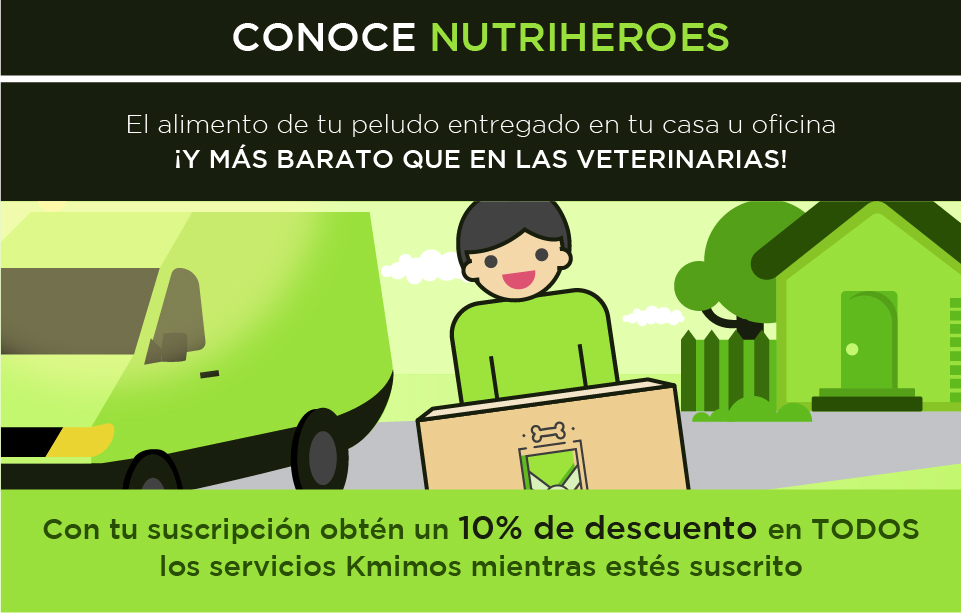 CONOCE NUTRIHEROES
El alimento de tu peludo entregado en tu casa u oficina
¡Y MÁS BARATO QUE EN LAS VETERINARIAS!
Con tu suscripción obtén un 10% de descuento en TODOS
los servicios Kmimos mientras estés suscrito